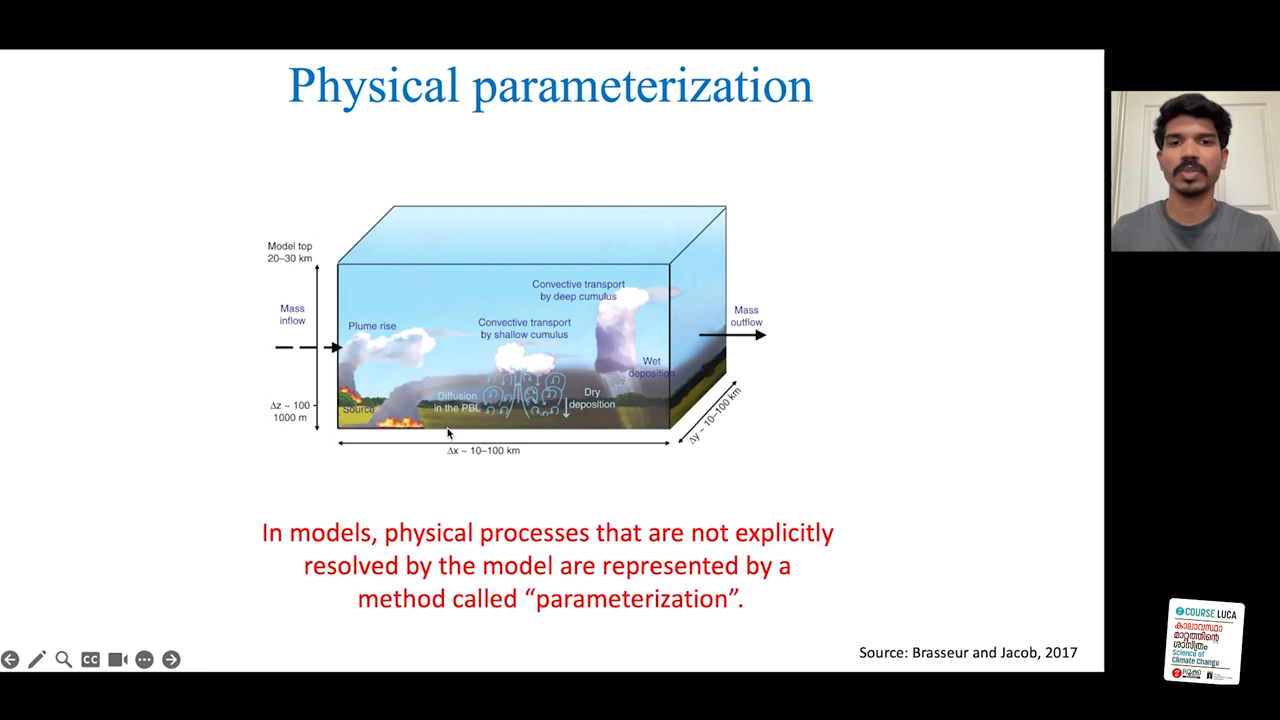 Physical parameterization
Model top
20–30 km
Mass
inflow
Plume rise
Convective transport
by deep cumulus
Convective transport
by shallow cumulus
Mass
outflow
Wet
deposition
Dry
deposition
Diffusion
in the PBL
Source
Δz ~ 100
1000 m
Δx ~ 10–100 km
Δy ~ 10–100 km
In models, physical processes that are not explicitly
resolved by the model are represented by a
method called “parameterization”.
Source: Brasseur and Jacob, 2017
CC
COURSE LUCA
കാലാവസ്ഥാ
മാറ്റത്തിന്റെ
ശാസ്ത്രം
Science of
Climate Change
ലൂക്ക